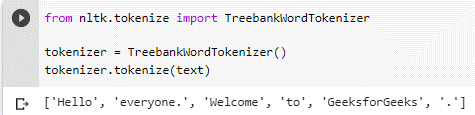 from nltk.tokenize import TreebankWordTokenizer
tokenizer = TreebankWordTokenizer()
tokenizer.tokenize(text)
['Hello', 'everyone.', 'Welcome', 'to', 'GeeksforGeeks', '.']